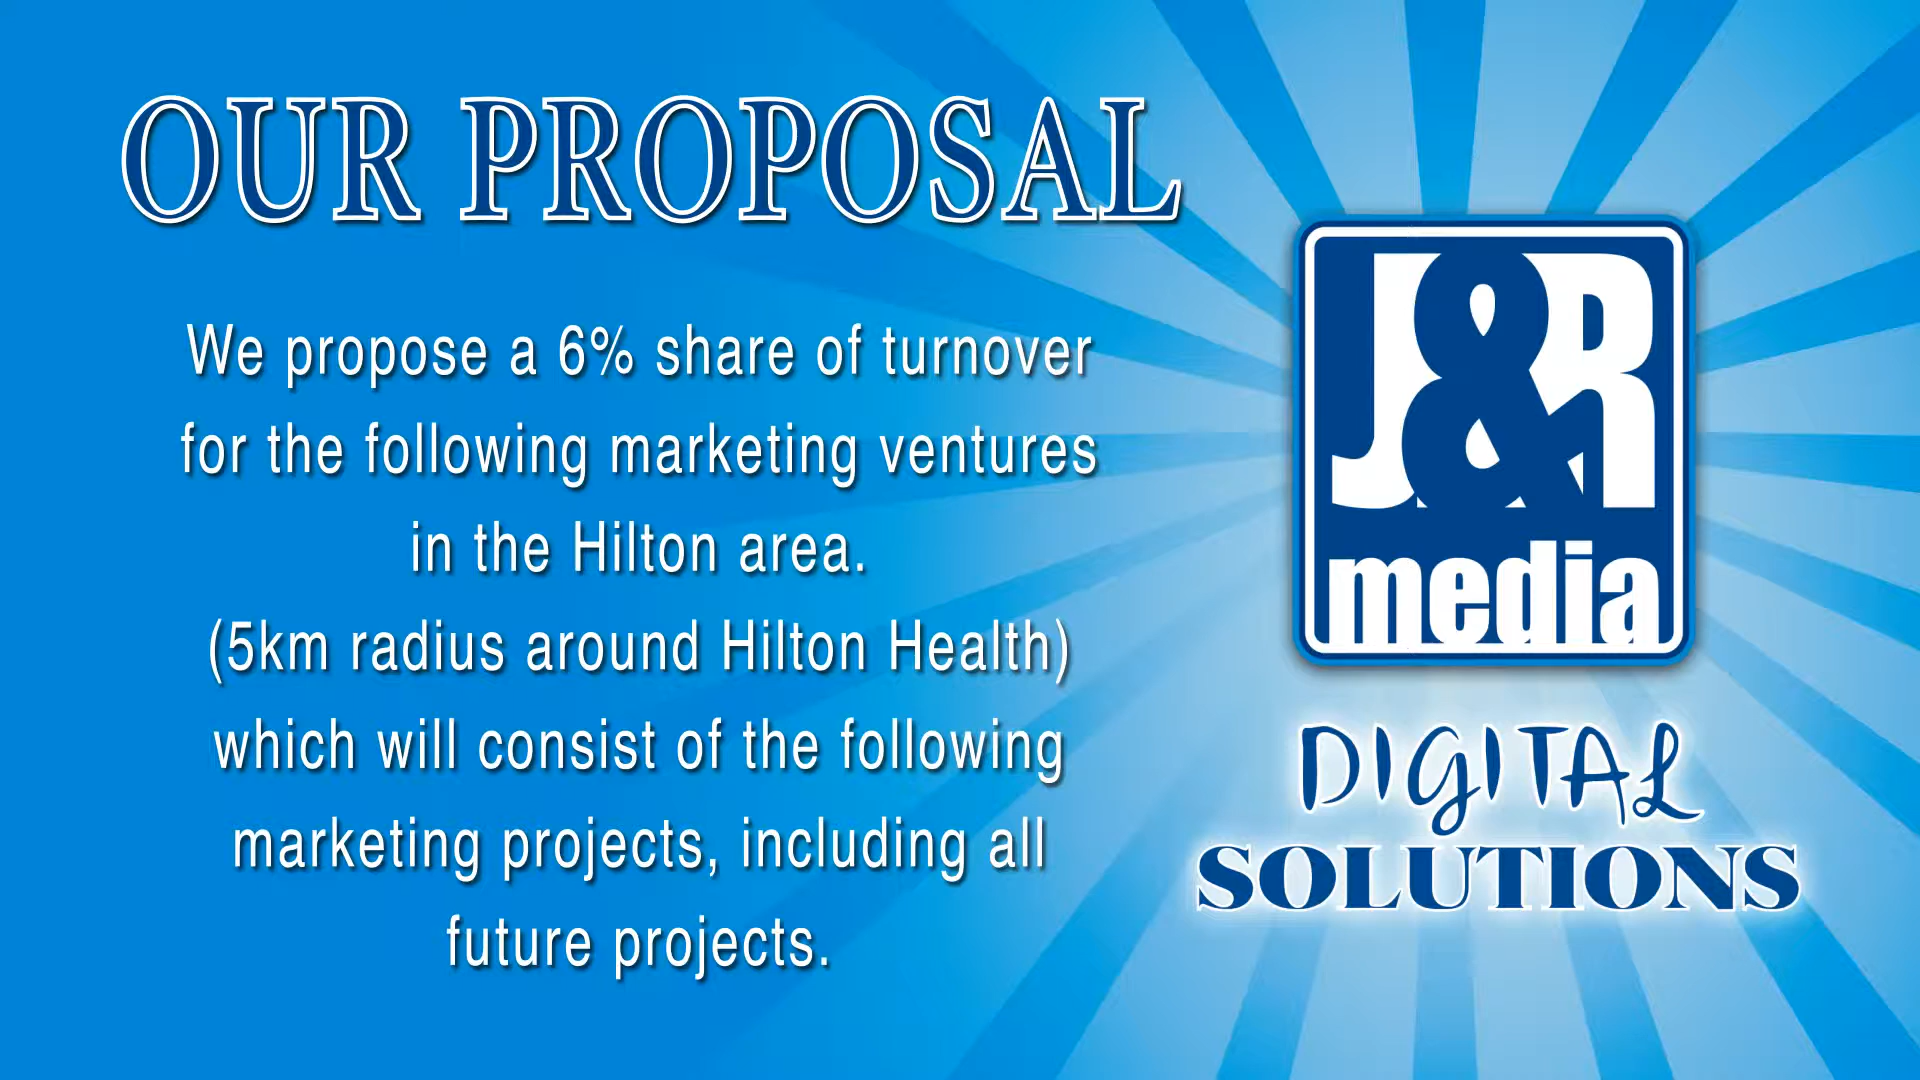 OUR PROPOSAL
We propose a 6% share of turnover
for the following marketing ventures
in the Hilton area.
(5km radius around Hilton Health)
which will consist of the following
marketing projects, including all
future projects.
J&R
media
DIGITAL
SOLUTIONS